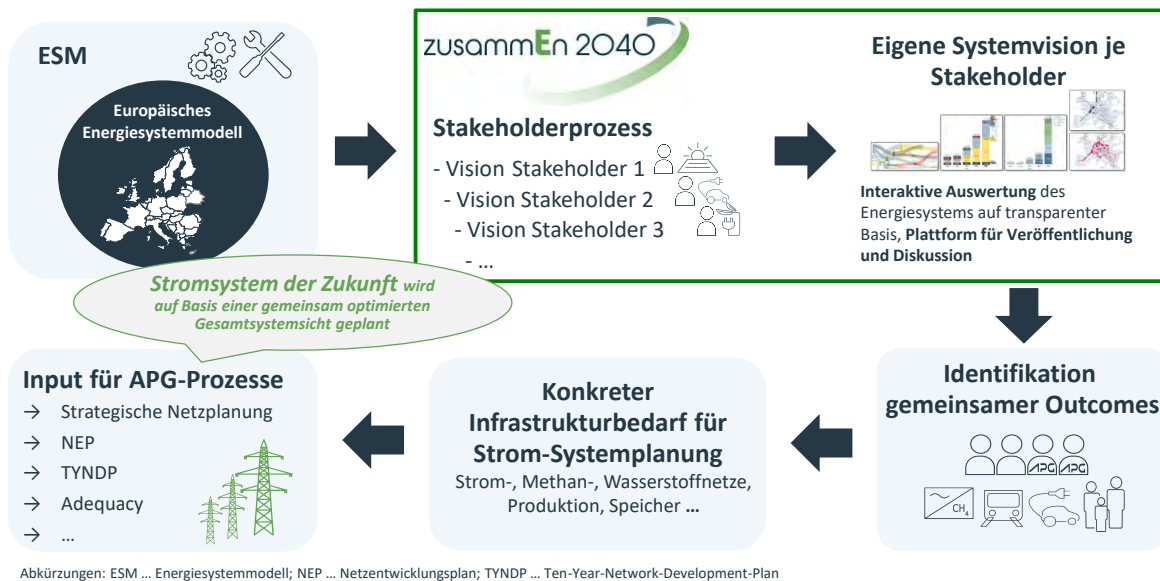 ESM
Europäisches
Energiesystemmodell
zusammEn 2040
Stakeholderprozess
- Vision Stakeholder 1
- Vision Stakeholder 2
- Vision Stakeholder 3
- ...
Eigene Systemvision je
Stakeholder
Interaktive Auswertung des
Energiesystems auf transparenter
Basis, Plattform für Veröffentlichung
und Diskussion
Stromsystem der Zukunft wird
auf Basis einer gemeinsam optimierten
Gesamtsystemsicht geplant
Identifikation
gemeinsamer Outcomes
APG APG
CH4
Konkreter
Infrastrukturbedarf für
Strom-Systemplanung
Strom-, Methan-, Wasserstoffnetze,
Produktion, Speicher ...
Input für APG-Prozesse
→ Strategische Netzplanung
→ NEP
→ TYNDP
→ Adequacy
→ ...
Abkürzungen: ESM ... Energiesystemmodell; NEP ... Netzentwicklungsplan; TYNDP ... Ten-Year-Network-Development-Plan